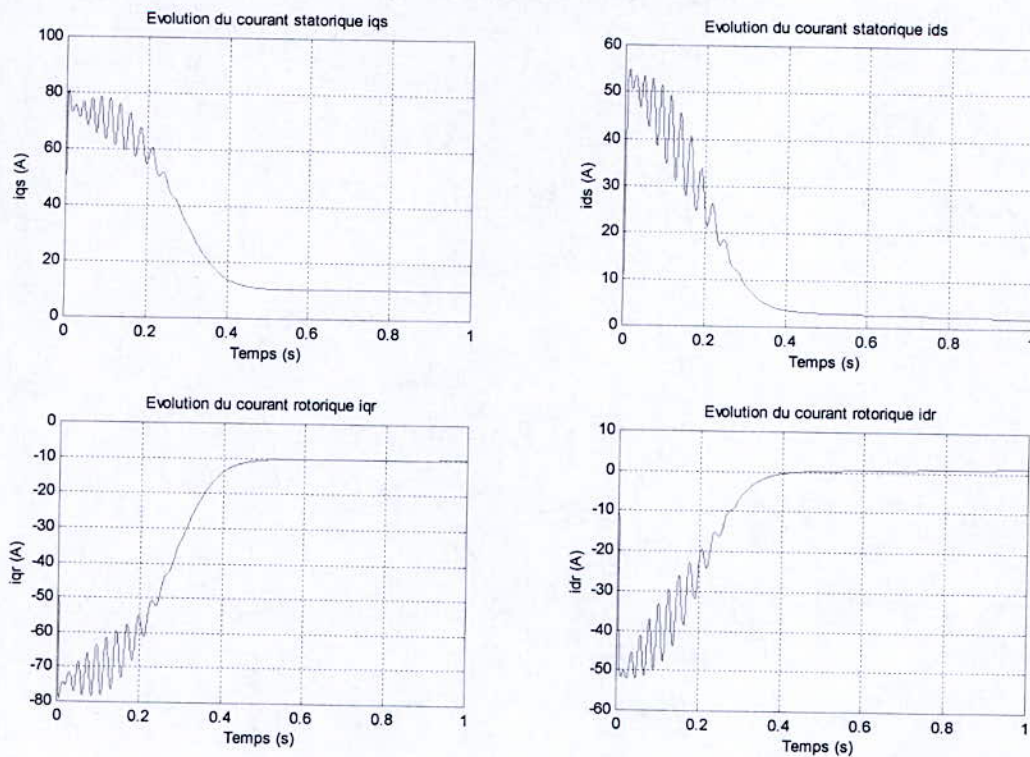 Evolution du courant statorique iqs
100
80
60
40
20
0
iqs (A)
0 0.2 0.4 0.6 0.8 1
Temps (s)
Evolution du courant statorique ids
60
50
40
30
20
10
0
ids (A)
0 0.2 0.4 0.6 0.8 1
Temps (s)
Evolution du courant rotorique iqr
0
-10
-20
-30
-40
-50
-60
-70
-80
iqr (A)
0 0.2 0.4 0.6 0.8 1
Temps (s)
Evolution du courant rotorique idr
10
0
-10
-20
-30
-40
-50
-60
idr (A)
0 0.2 0.4 0.6 0.8 1
Temps (s)